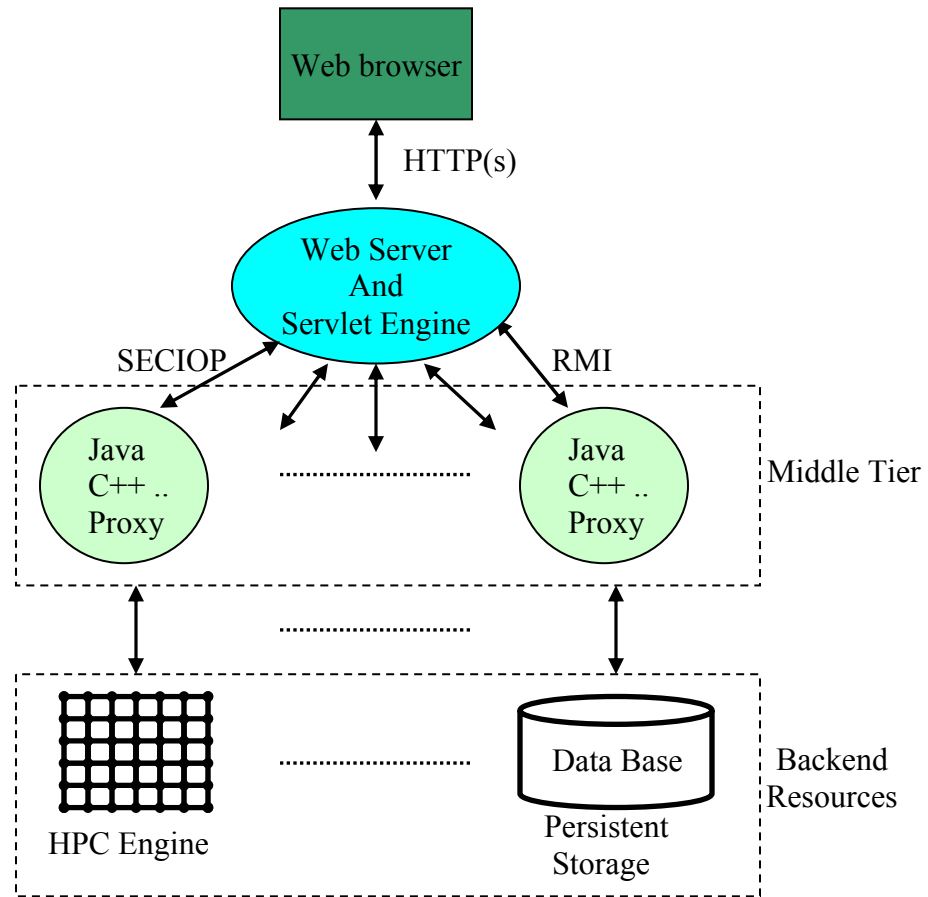 Web browser
HTTP(s)
Web Server
And
Servlet Engine
SECIOP
RMI
Java
C++ ..
Proxy
Java
C++ ..
Proxy
Middle Tier
HPC Engine
Data Base
Persistent
Storage
Backend
Resources